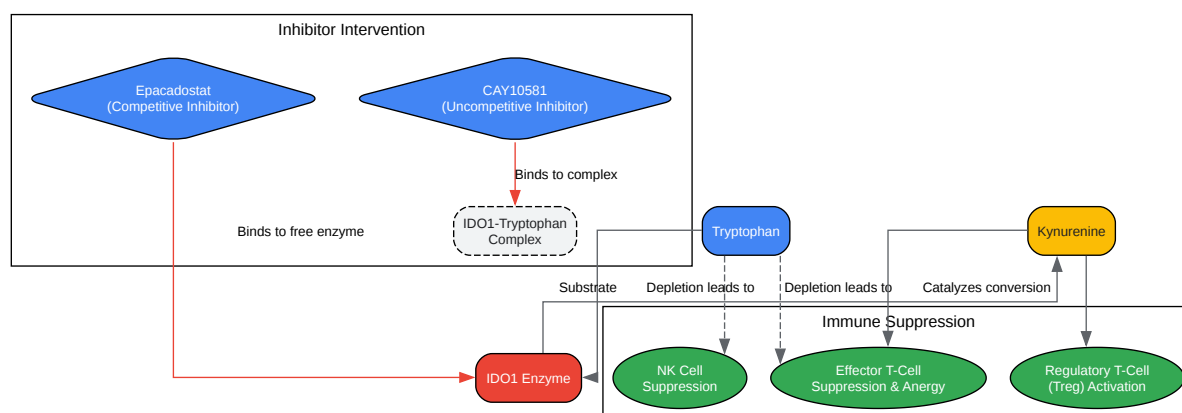 Inhibitor Intervention
Epacadostat
(Competitive Inhibitor)
CAY10581
(Uncompetitive Inhibitor)
Binds to complex
IDO1-Tryptophan
Complex
Binds to free enzyme
Tryptophan
Kynurenine
Substrate
Depletion leads to
Depletion leads to
Catalyzes conversion
Immune Suppression
IDO1 Enzyme
NK Cell
Suppression
Effector T-Cell
Suppression & Anergy
Regulatory T-Cell
(Treg) Activation